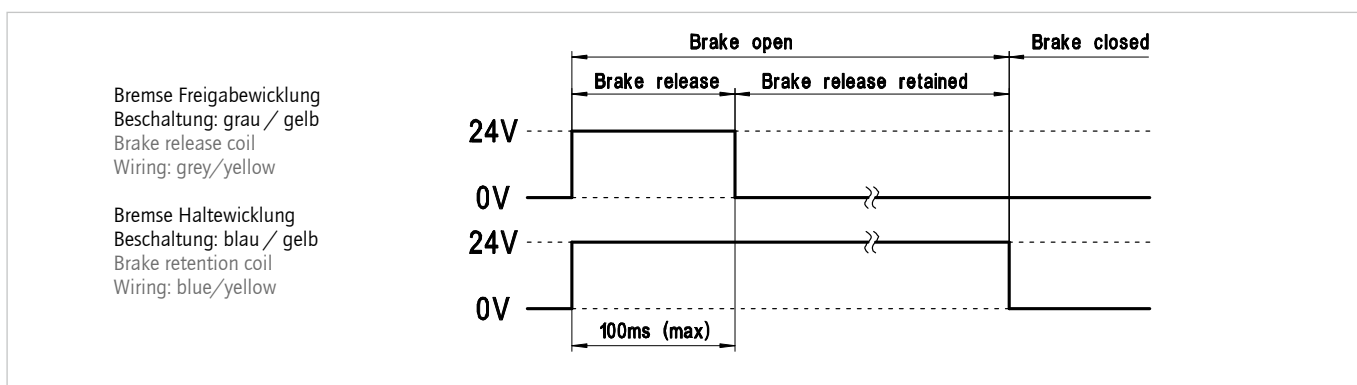 Bremse Freigabewicklung
Beschaltung: grau / gelb
Brake release coil
Wiring: grey/yellow
Bremse Haltewicklung
Beschaltung: blau / gelb
Brake retention coil
Wiring: blue/yellow
Brake open
Brake closed
Brake release
Brake release retained
24V
0V
24V
0V
100ms (max)